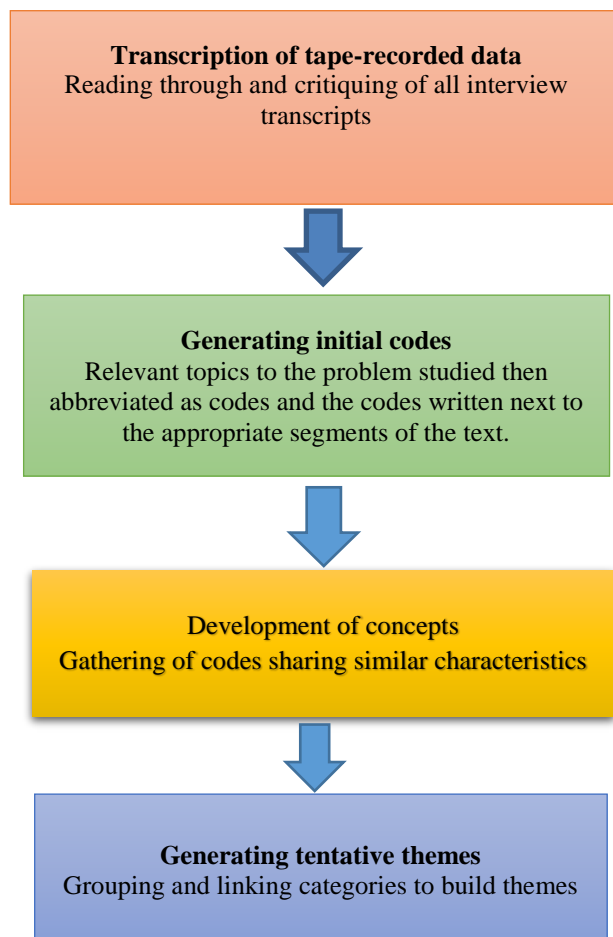 Transcription of tape-recorded data
Reading through and critiquing of all interview
transcripts
Generating initial codes
Relevant topics to the problem studied then
abbreviated as codes and the codes written next to
the appropriate segments of the text.
Development of concepts
Gathering of codes sharing similar characteristics
Generating tentative themes
Grouping and linking categories to build themes